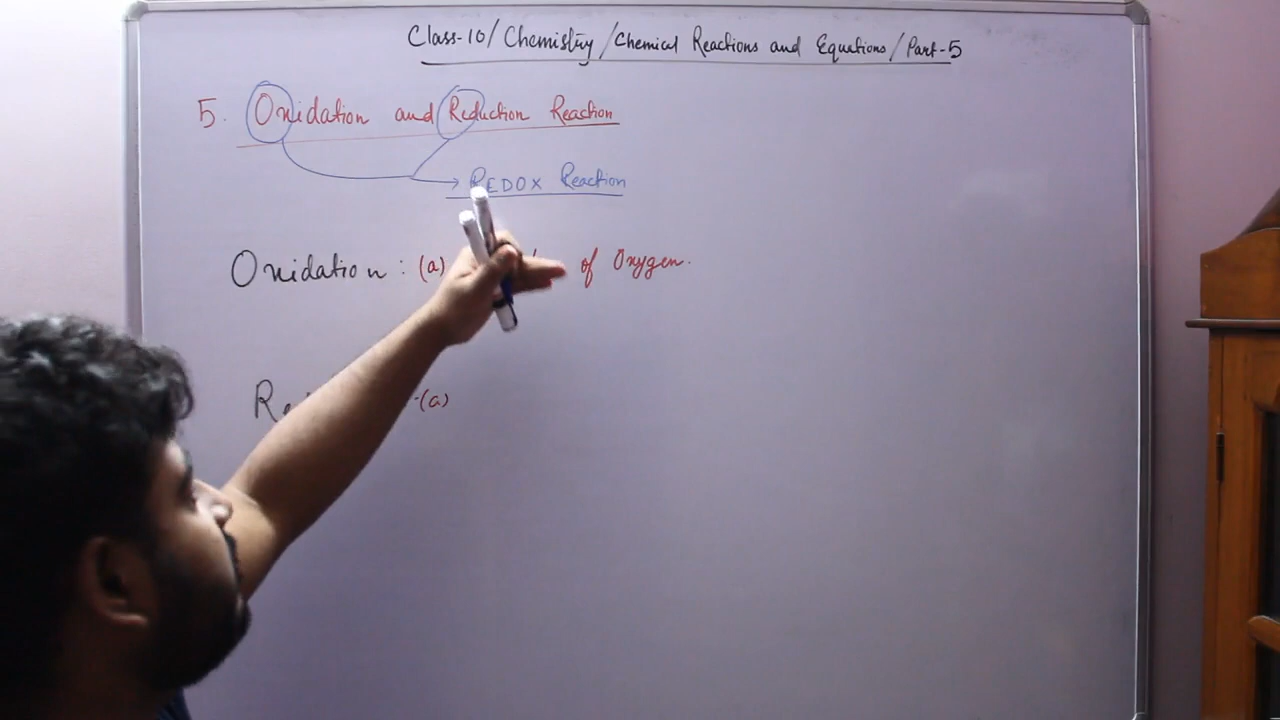 Class-10/Chemistry/Chemical Reactions and Equations/Part-5
5. Oxidation and Reduction Reaction
REDOX Reaction
Oxidation : (a) of Oxygen.
(a)